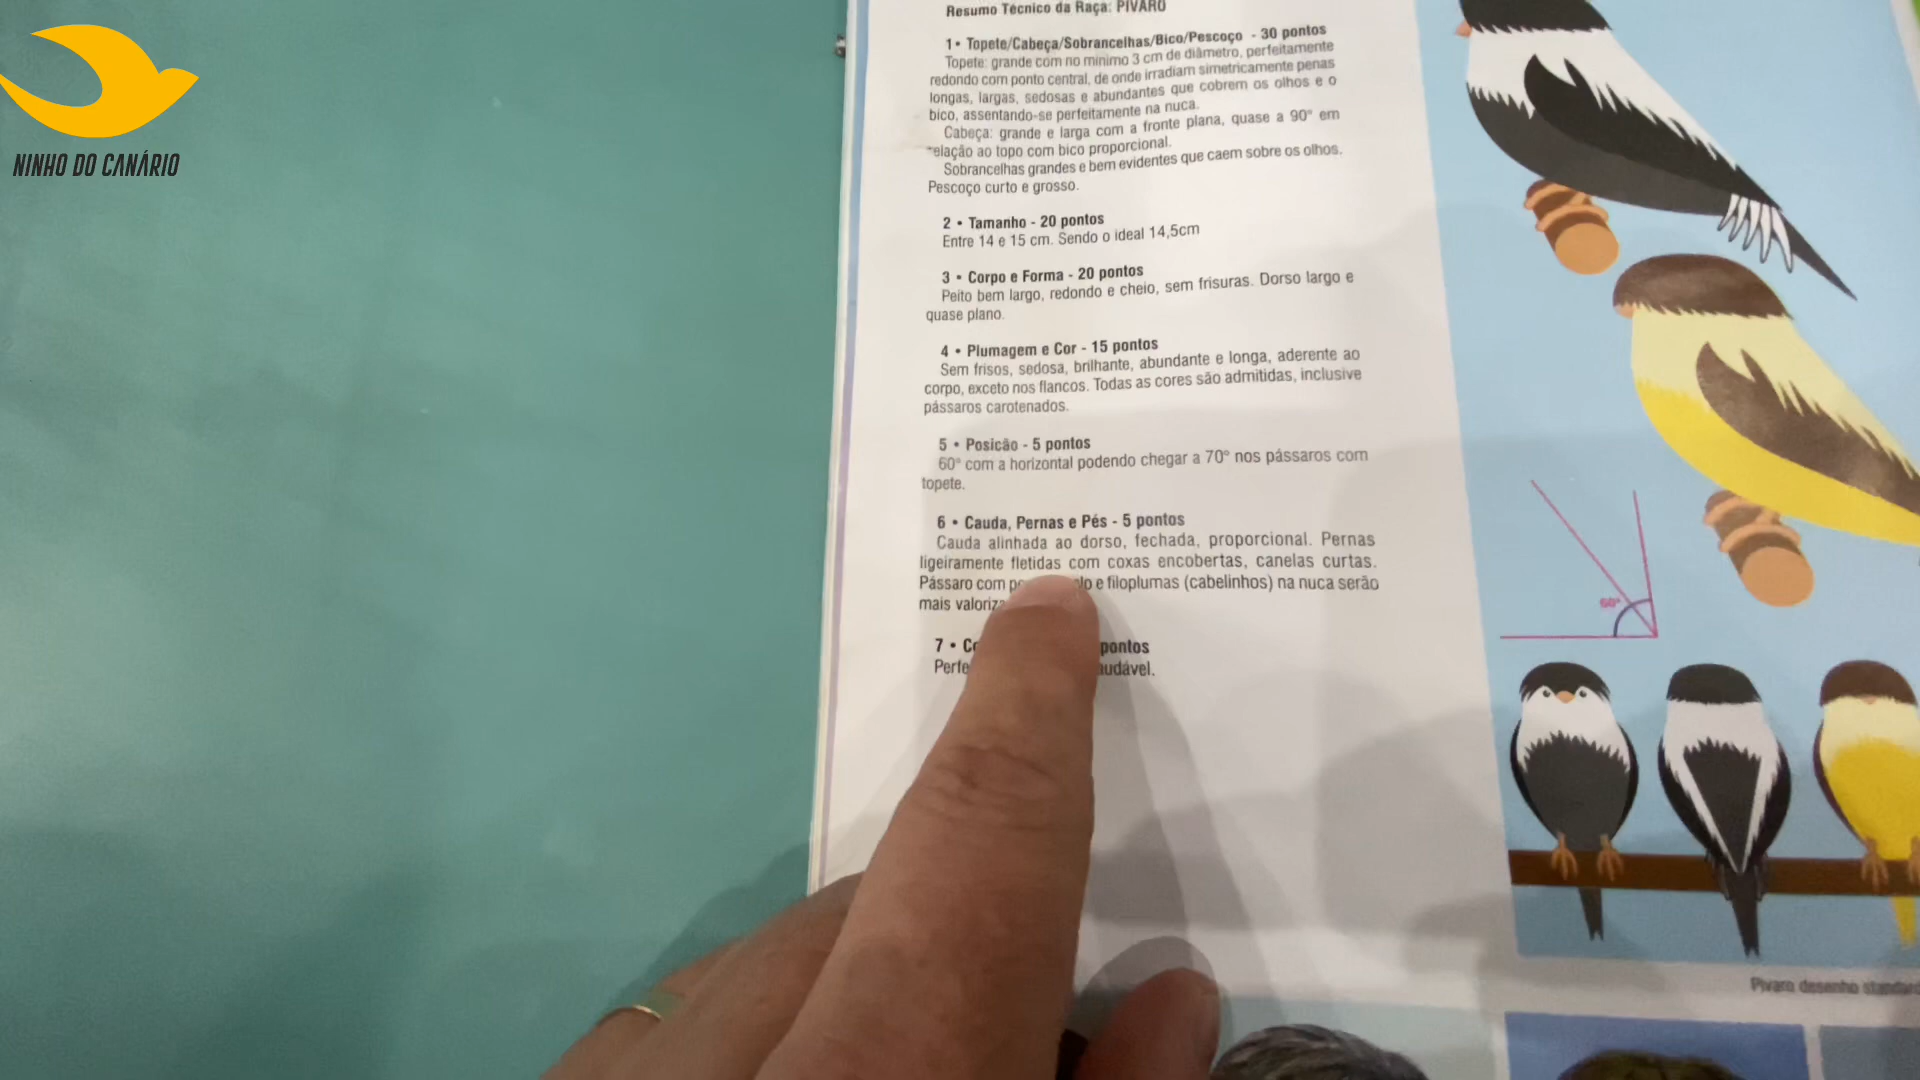 NINHO DO CANÁRIO
Resumo Técnico da Raça: PIVARO
1 • Topete/Cabeça/Sobrancelhas/Bico/Pescoço - 30 pontos
Topete: grande com no mínimo 3 cm de diâmetro, perfeitamente
redondo com ponto central, de onde irradiam simetricamente penas
longas, largas, sedosas e abundantes que cobrem os olhos e o
bico, assentando-se perfeitamente na nuca.
Cabeça: grande e larga com a fronte plana, quase a 90° em
relação ao topo com bico proporcional.
Sobrancelhas grandes e bem evidentes que caem sobre os olhos.
Pescoço curto e grosso.
2 • Tamanho - 20 pontos
Entre 14 e 15 cm. Sendo o ideal 14,5cm
3 • Corpo e Forma - 20 pontos
Peito bem largo, redondo e cheio, sem frisuras. Dorso largo e
quase plano.
4 • Plumagem e Cor - 15 pontos
Sem frisos, sedosa, brilhante, abundante e longa, aderente ao
corpo, exceto nos flancos. Todas as cores são admitidas, inclusive
pássaros carotenados.
5 • Posicão - 5 pontos
60° com a horizontal podendo chegar a 70° nos pássaros com
topete.
6 • Cauda, Pernas e Pés - 5 pontos
Cauda alinhada ao dorso, fechada, proporcional. Pernas
ligeiramente fletidas com coxas encobertas, canelas curtas.
Pássaro com e filoplumas (cabelinhos) na nuca serão
mais
7 • pontos
60°
Pivaro desenho standard